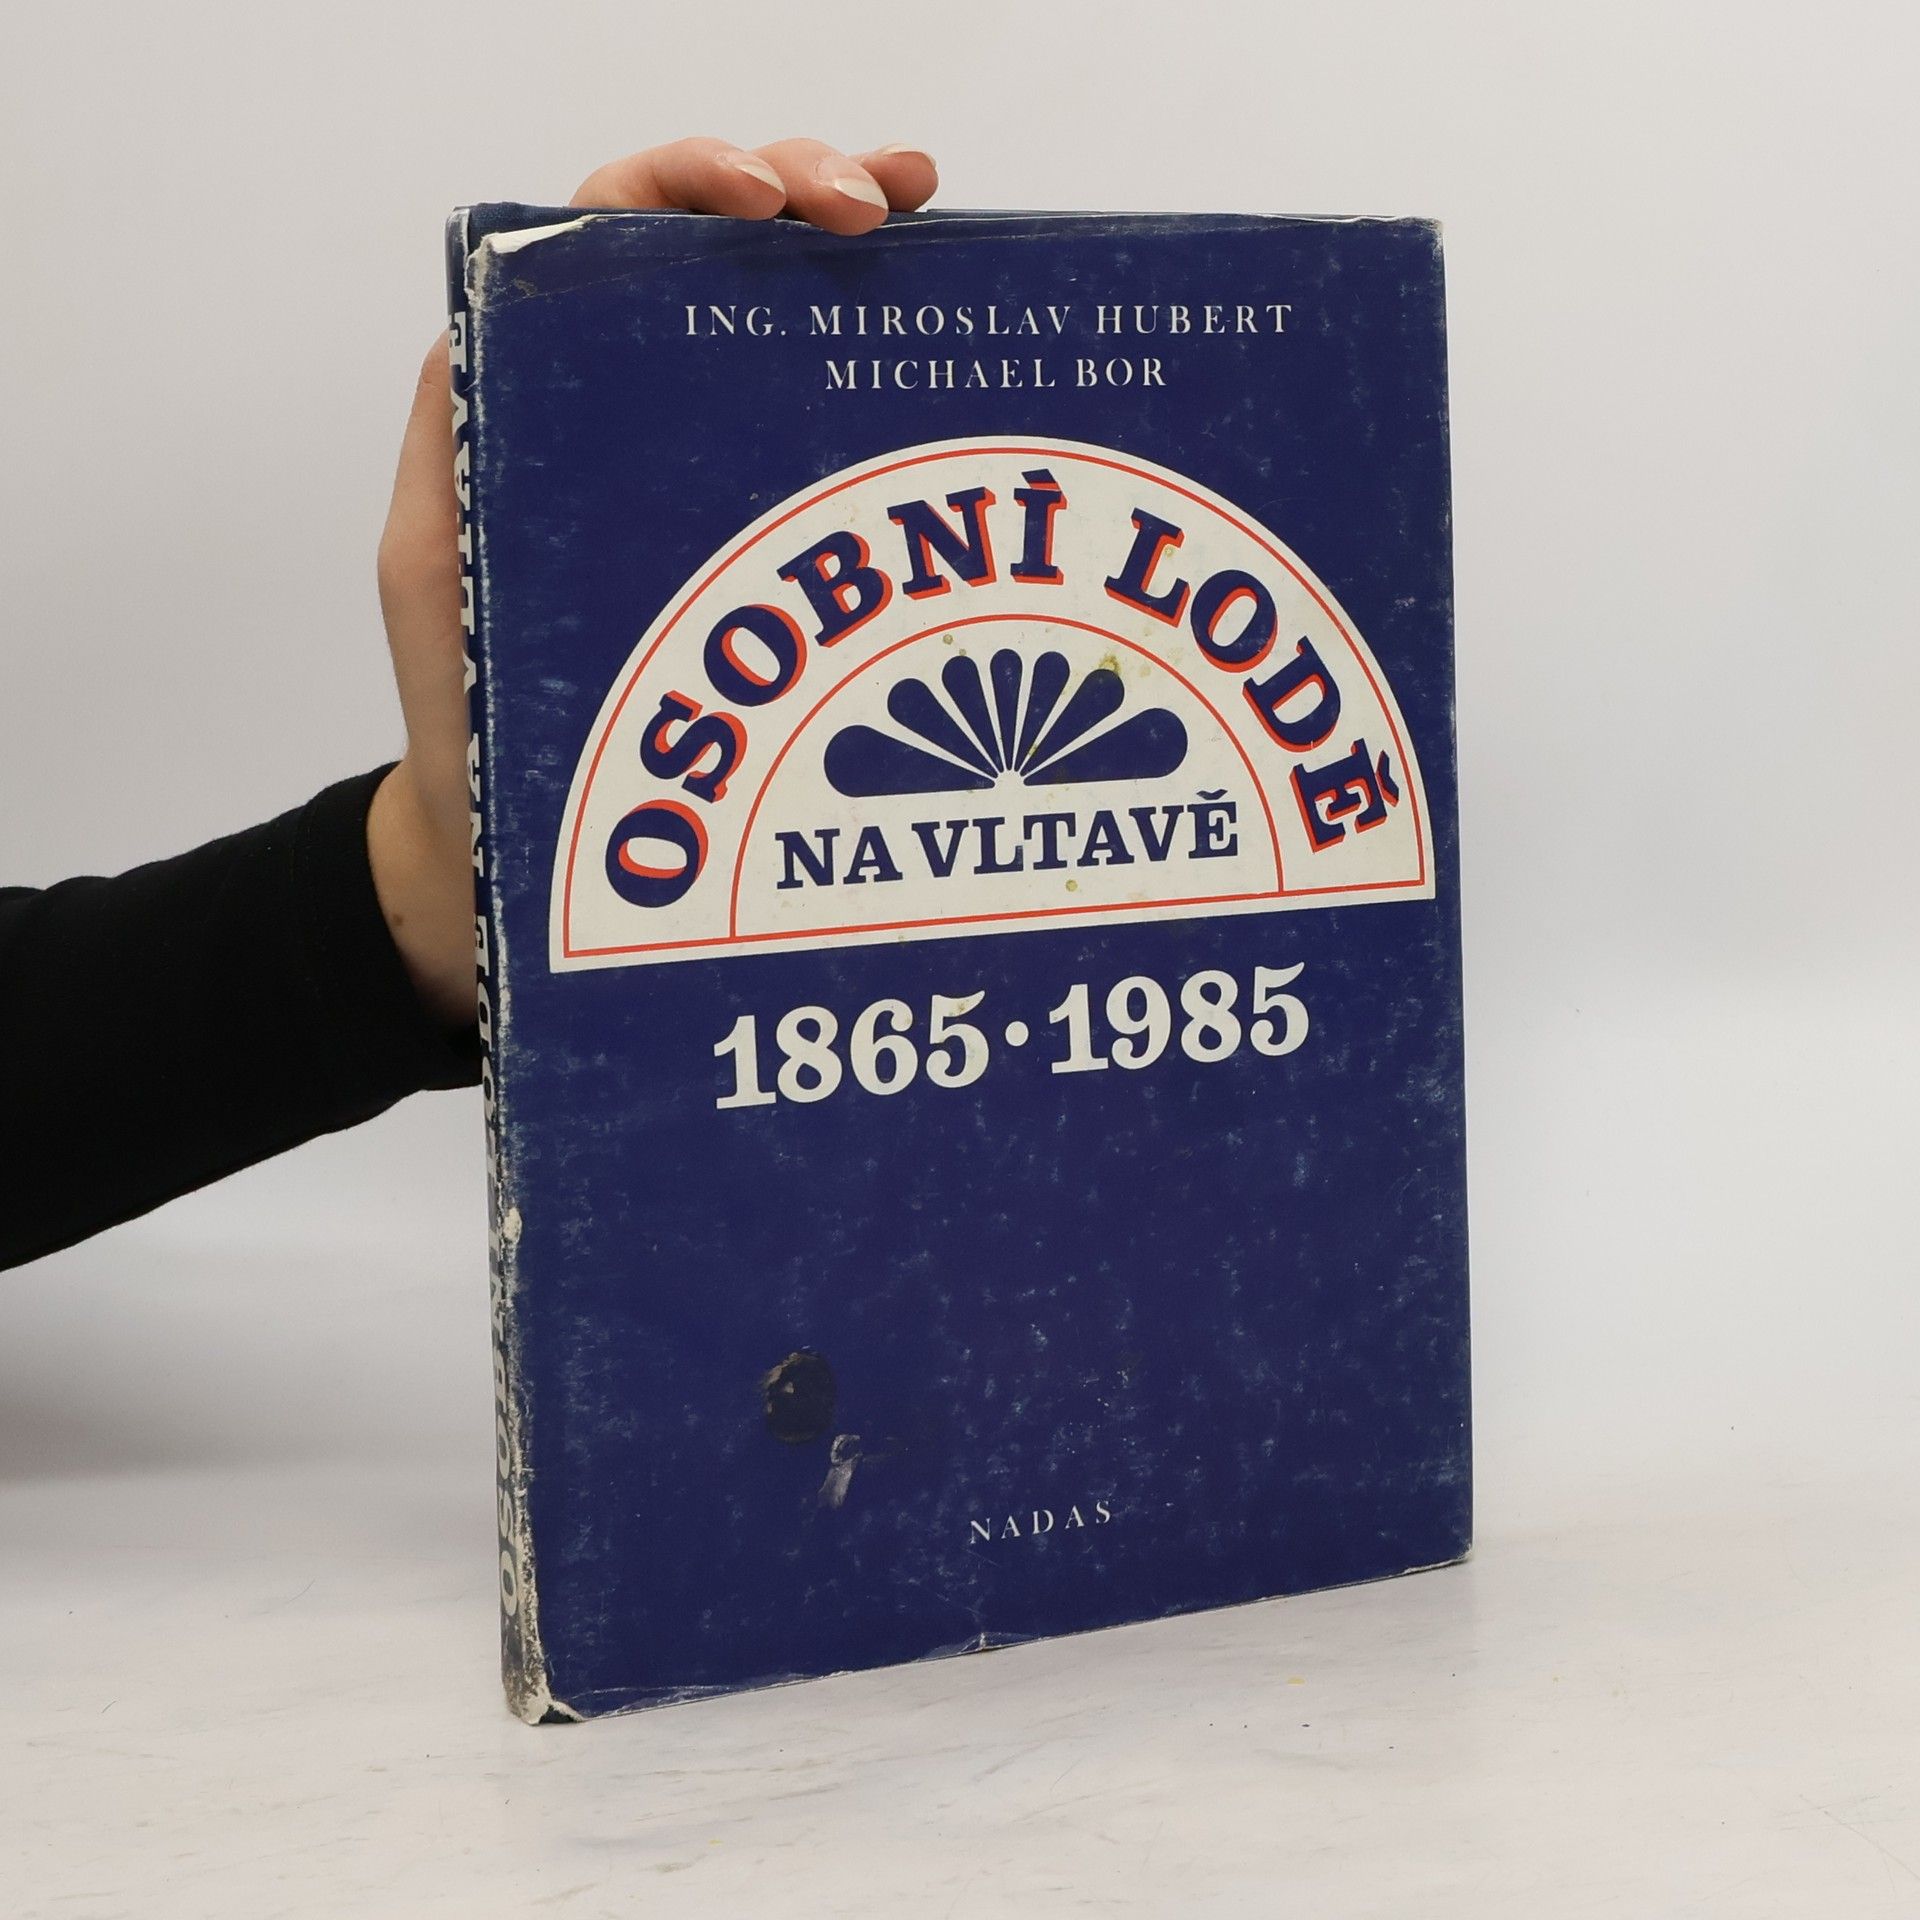 ING. MIROSLAV HUBERT
MICHAEL BOR
OSOBNÍ LODĚ
NA VLTAVĚ
1865·1985
NADAS
OSOBNÍ LODĚ NA VLTAVĚ